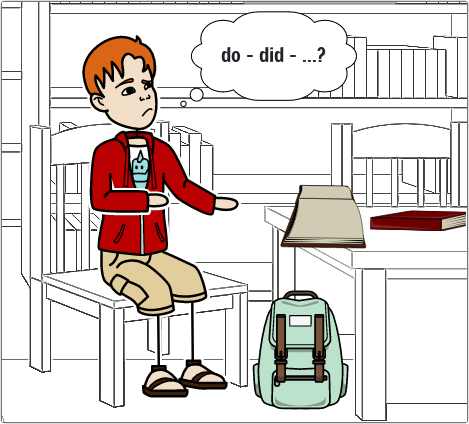 do - did - ...?